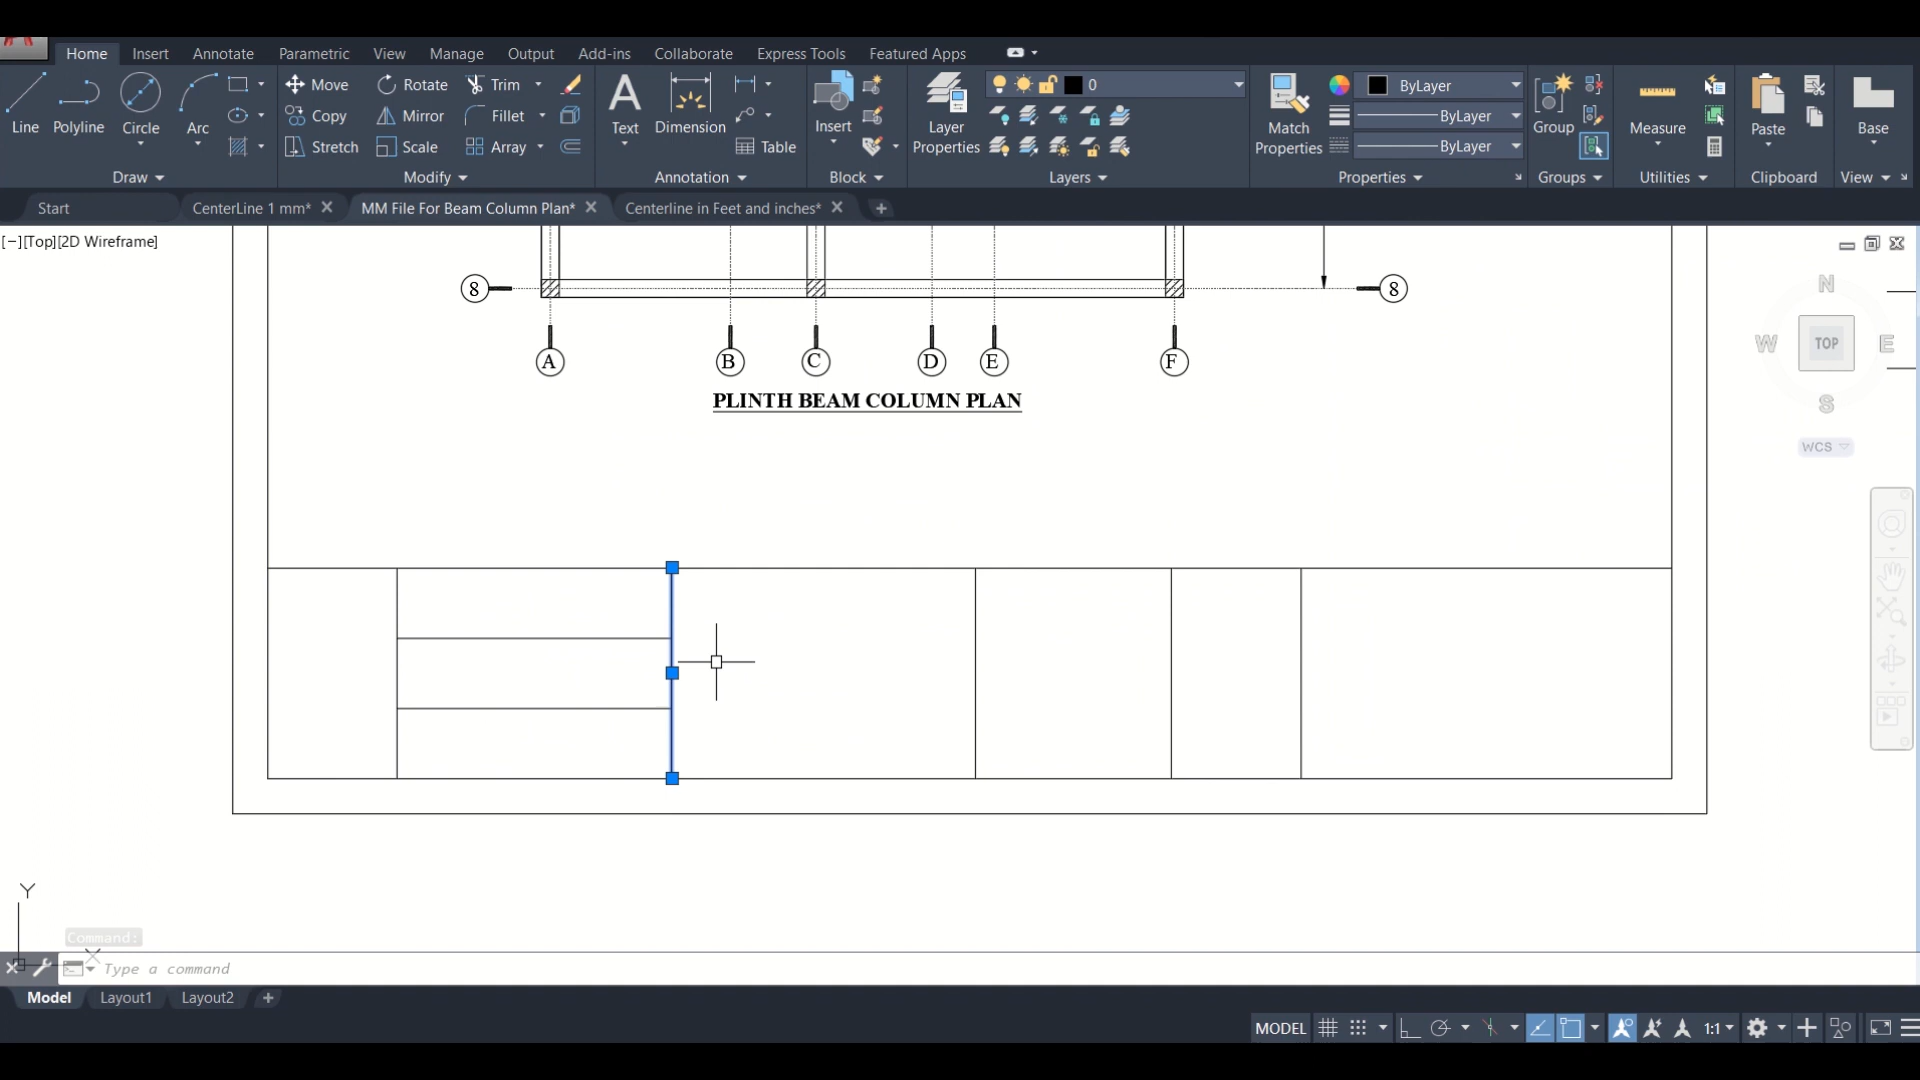 Home Insert Annotate Parametric View Manage Output Add-ins Collaborate Express Tools Featured Apps
Line Polyline Circle Arc
Move Rotate Trim
Copy Mirror Fillet
Stretch Scale Array
Text Dimension
Table
Insert
Layer Properties
0
Match Properties
ByLayer
ByLayer
ByLayer
Group
Measure
Paste
Base
Draw Modify Annotation Block Layers Properties Groups Utilities Clipboard View
Start CenterLine 1 mm* MM File For Beam Column Plan* Centerline in Feet and inches*
[−][Top][2D Wireframe]
N
W TOP E
S
WCS
8 8
A B C D E F
PLINTH BEAM COLUMN PLAN
Y
Command:
Type a command
Model Layout1 Layout2
MODEL 1:1